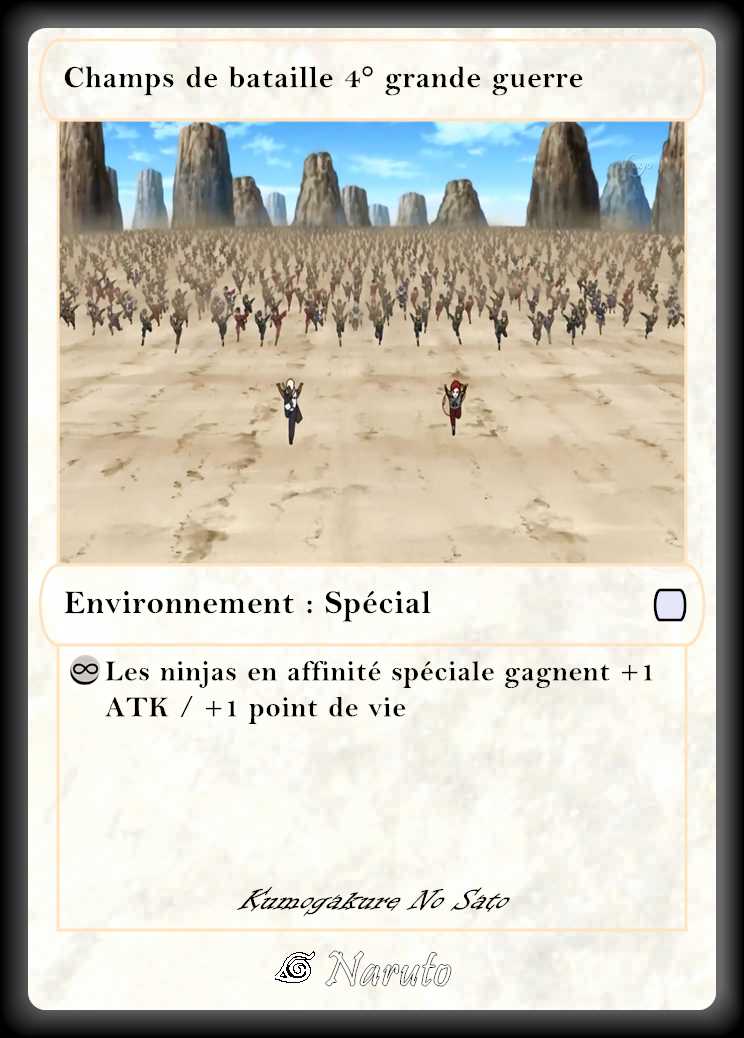 Champs de bataille 4° grande guerre
Environnement : Spécial
Les ninjas en affinité spéciale gagnent +1
ATK / +1 point de vie
Kumogakure No Sato
Naruto